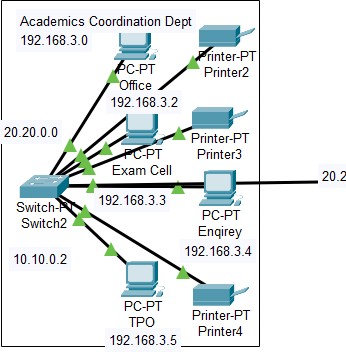 Academics Coordination Dept
192.168.3.0
Printer-PT
Printer2
PC-PT
Office
192.168.3.2
20.20.0.0
Printer-PT
Printer3
PC-PT
Exam Cell
20.2
Switch-PT
Switch2
192.168.3.3
PC-PT
Enqirey
192.168.3.4
10.10.0.2
PC-PT
TPO
192.168.3.5
Printer-PT
Printer4